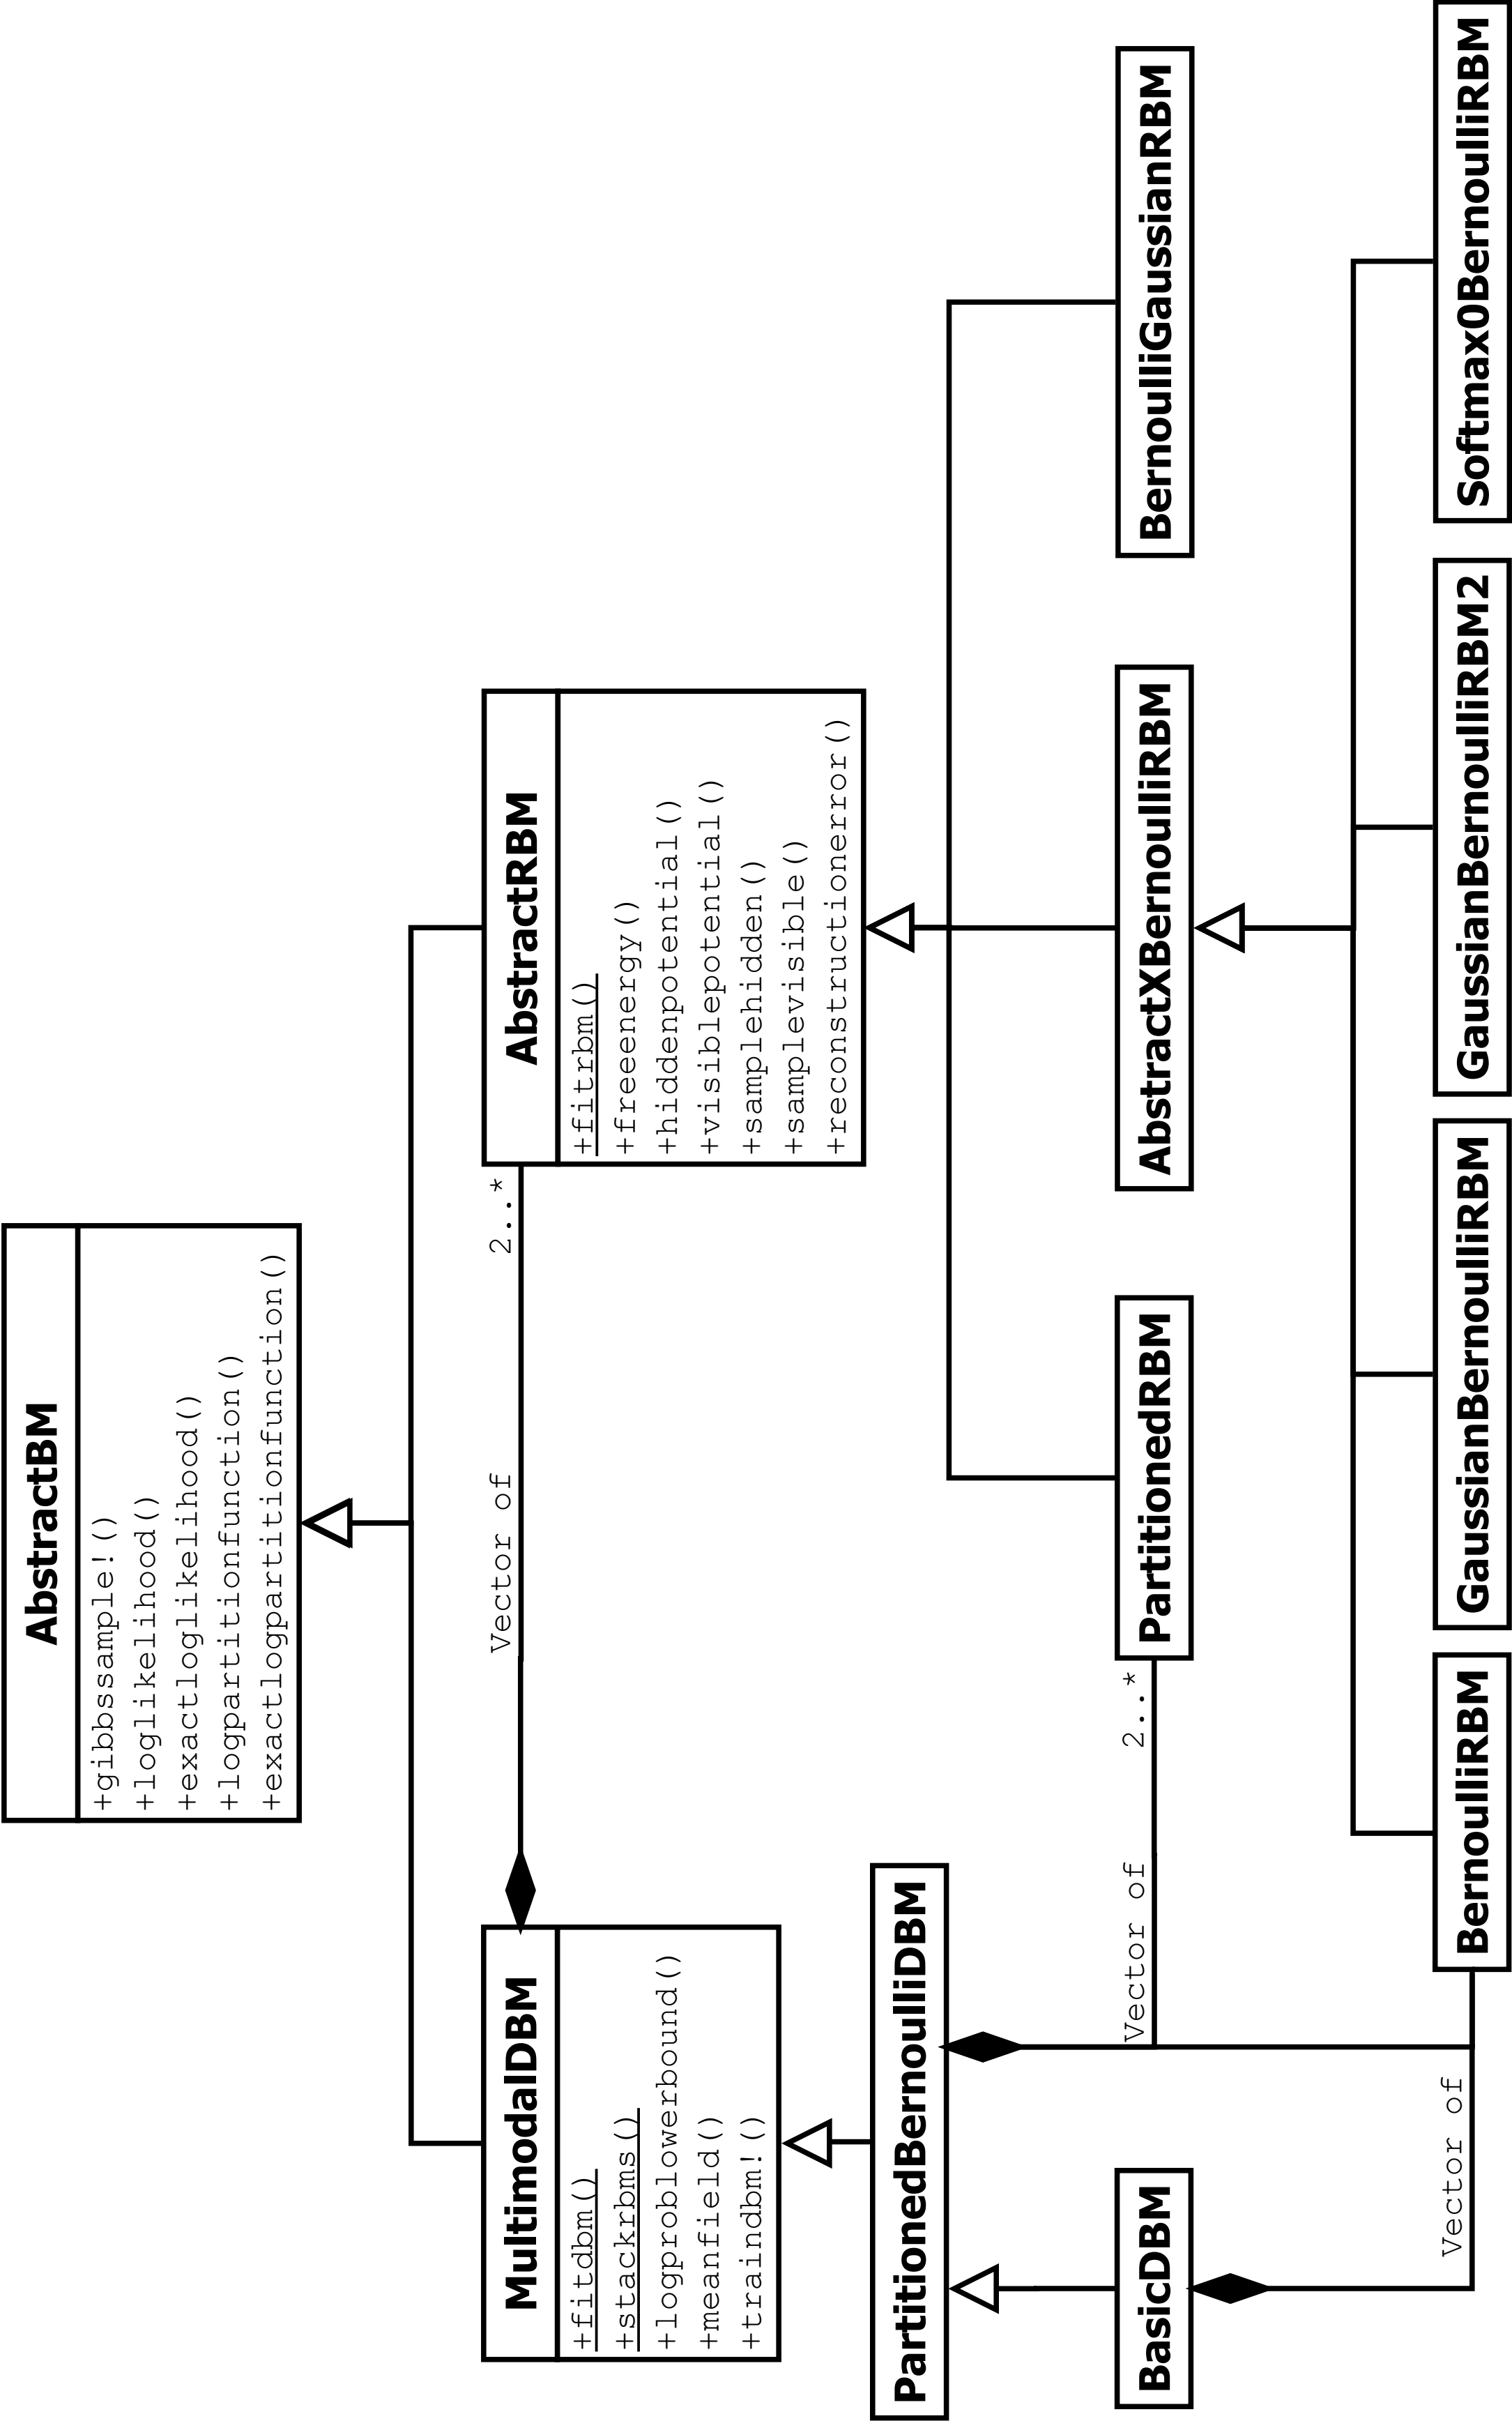 AbstractBM
+gibbssample!()
+loglikelihood()
+exactloglikelihood()
+logpartitionfunction()
+exactlogpartitionfunction()
MultimodalDBM
+fitdbm()
+stackrbms()
+logproblowerbound()
+meanfield()
+traindbm!()
Vector of
2..*
AbstractRBM
+fitrbm()
+freeenergy()
+hiddenpotential()
+visiblepotential()
+samplehidden()
+samplevisible()
+reconstructionerror()
PartitionedBernoulliDBM
BasicDBM
Vector of
2..*
PartitionedRBM
AbstractXBernoulliRBM
BernoulliGaussianRBM
Vector of
BernoulliRBM
GaussianBernoulliRBM
GaussianBernoulliRBM2
Softmax0BernoulliRBM